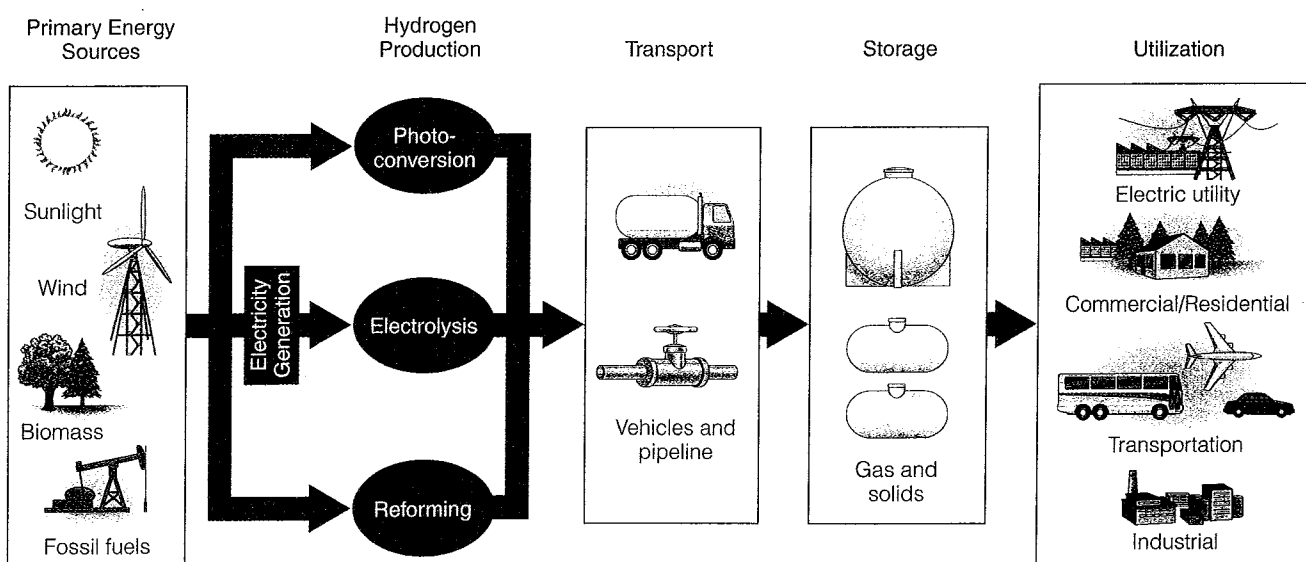 Primary Energy
Sources
Hydrogen
Production
Transport
Storage
Utilization
Sunlight
Wind
Biomass
Fossil fuels
Electricity
Generation
Photo-
conversion
Electrolysis
Reforming
Vehicles and
pipeline
Gas and
solids
Electric utility
Commercial/Residential
Transportation
Industrial